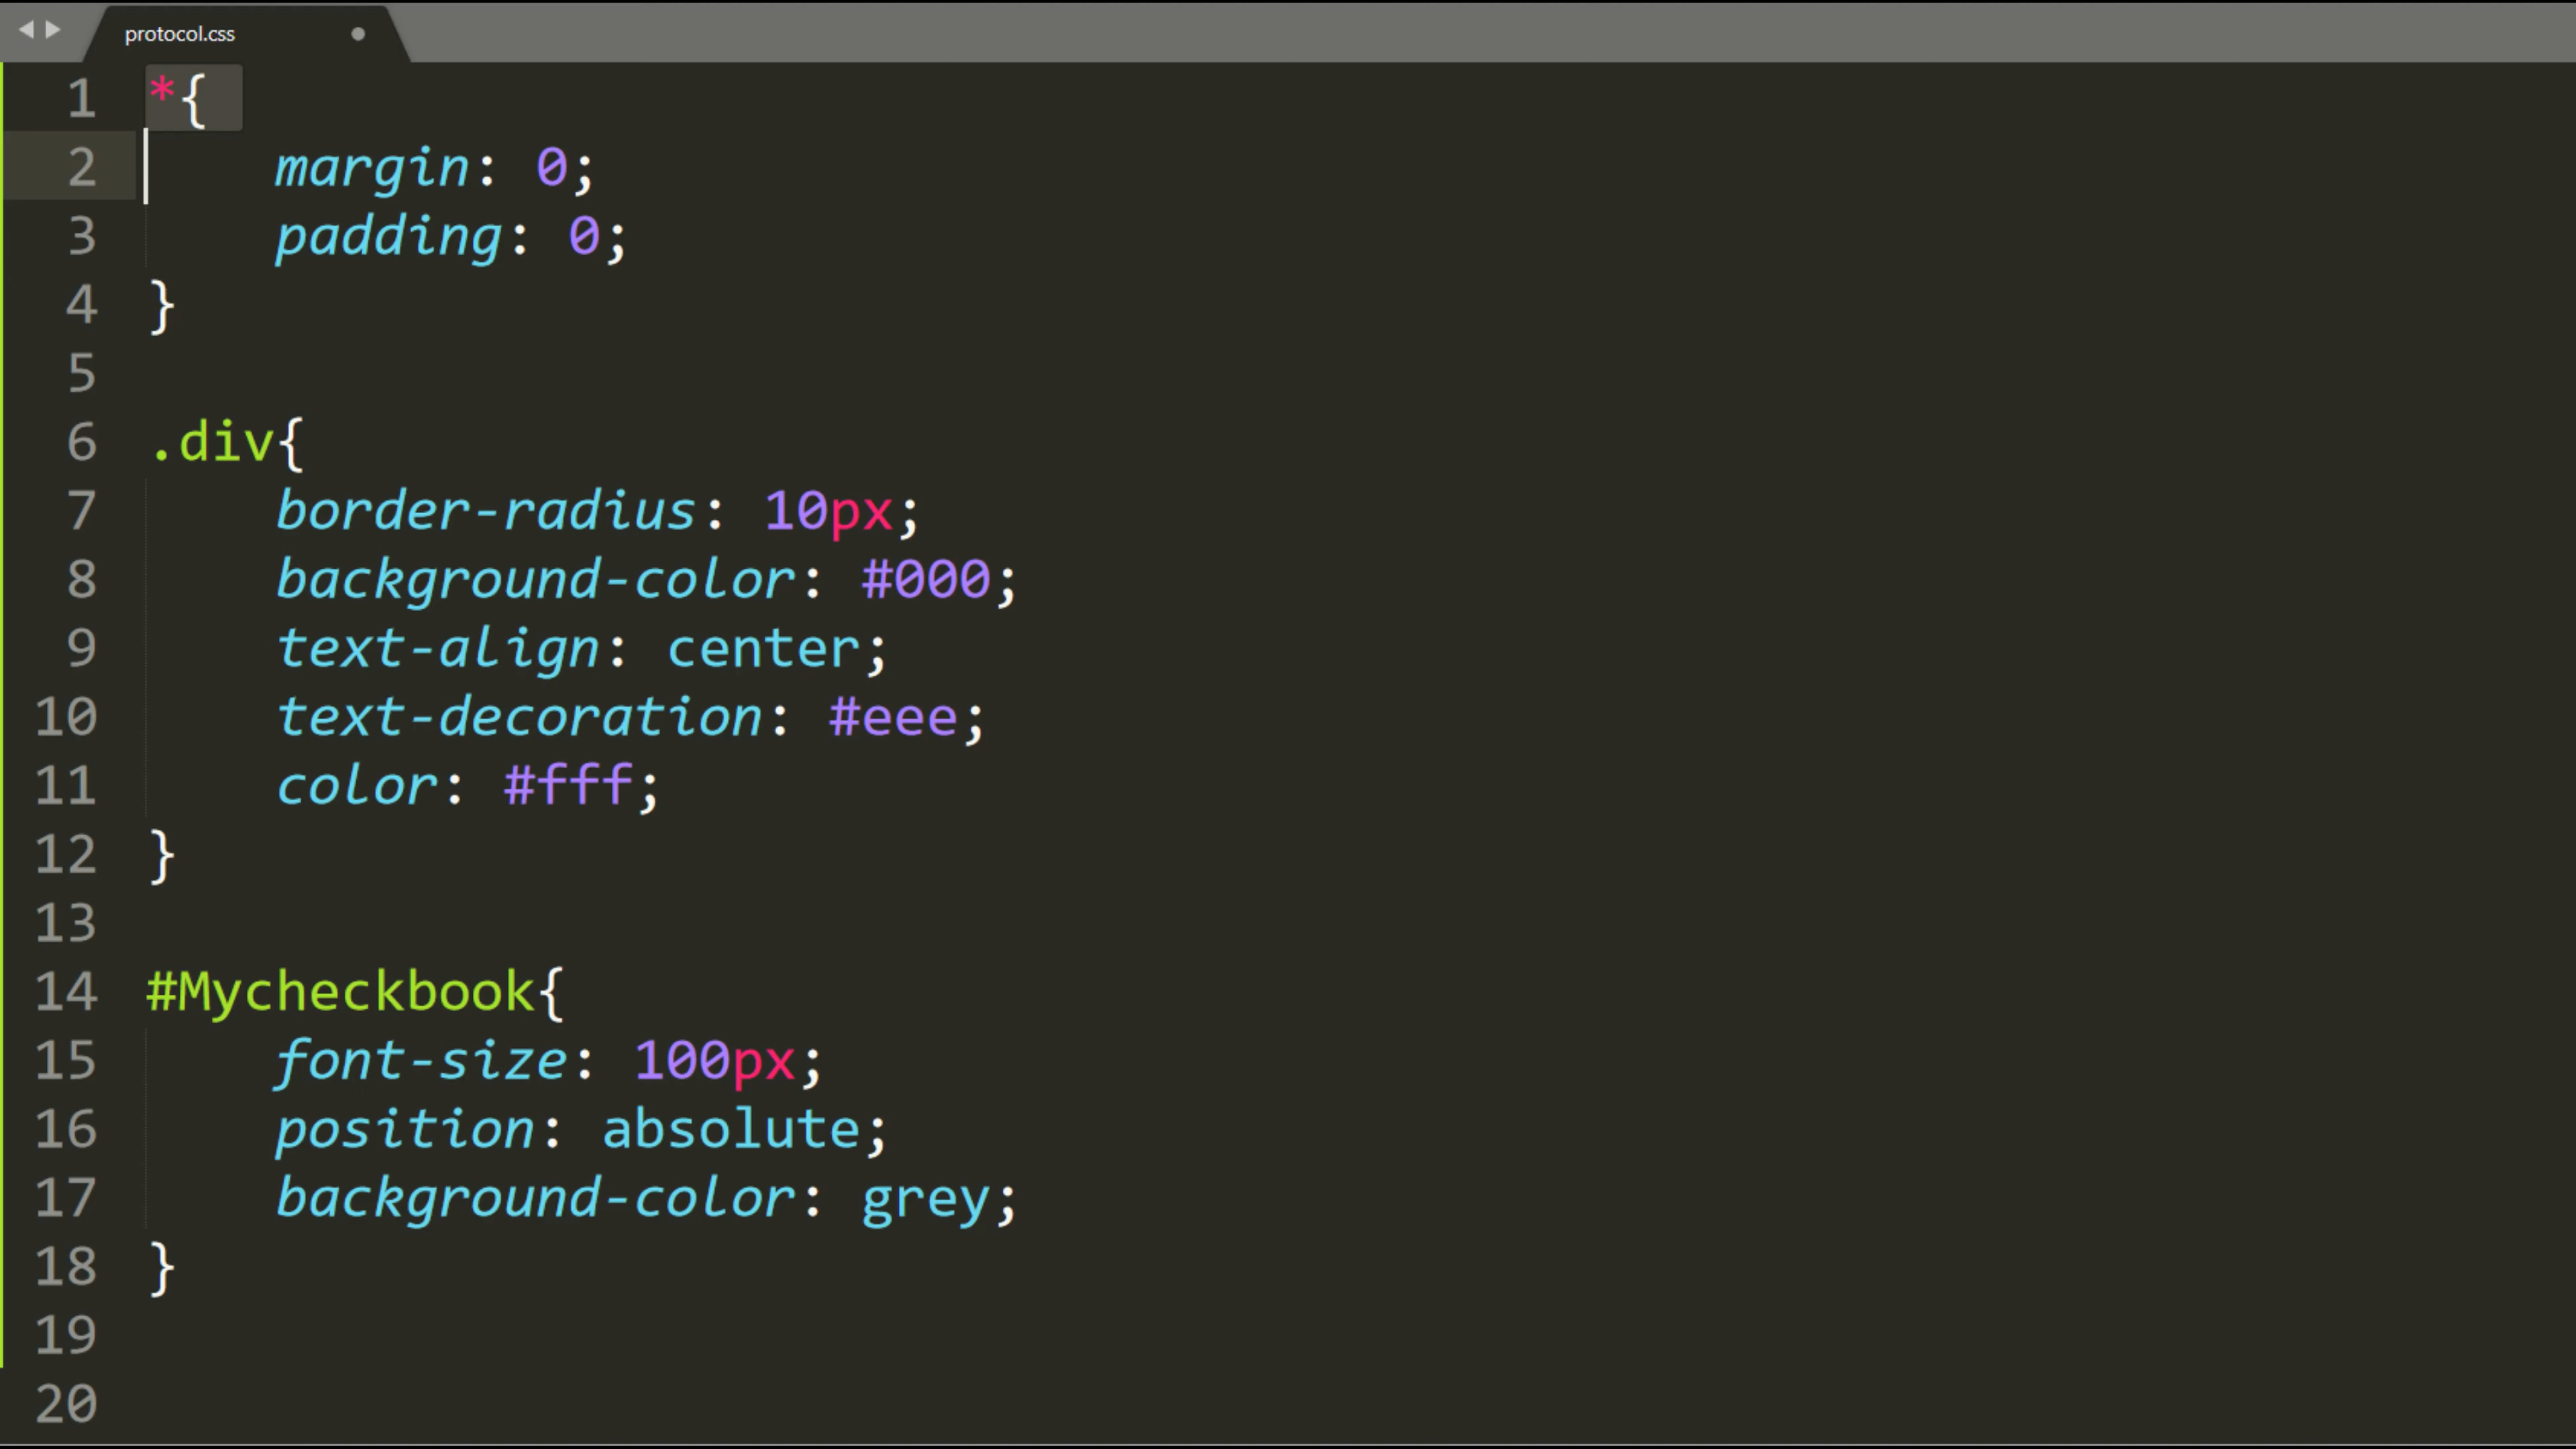 protocol.css
1 *{
2 margin: 0;
3 padding: 0;
4 }
5
6 .div{
7 border-radius: 10px;
8 background-color: #000;
9 text-align: center;
10 text-decoration: #eee;
11 color: #fff;
12 }
13
14 #Mycheckbook{
15 font-size: 100px;
16 position: absolute;
17 background-color: grey;
18 }
19
20